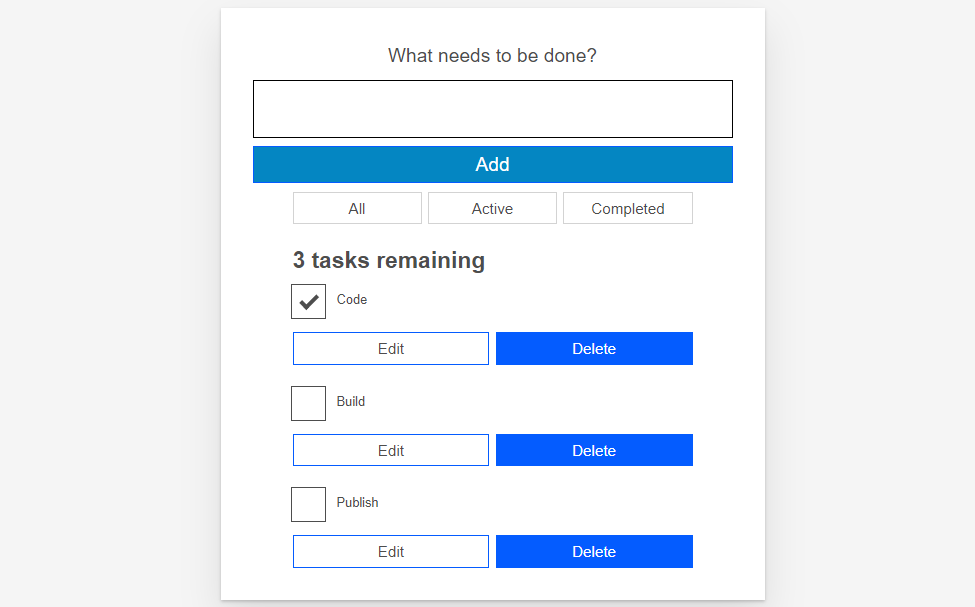 What needs to be done?
Add
All Active Completed
3 tasks remaining
Code
Edit Delete
Build
Edit Delete
Publish
Edit Delete